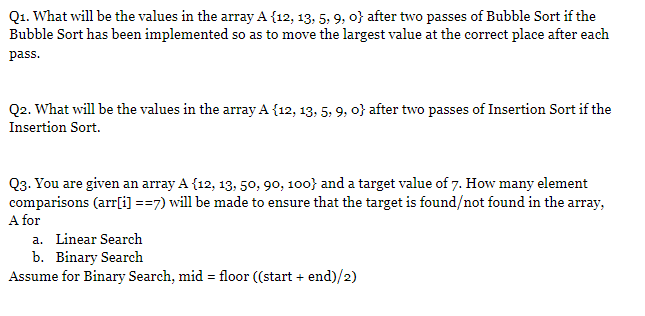 Q1. What will be the values in the array A {12, 13, 5, 9, 0} after two passes of Bubble Sort if the
Bubble Sort has been implemented so as to move the largest value at the correct place after each
pass.
Q2. What will be the values in the array A {12, 13, 5, 9, 0} after two passes of Insertion Sort if the
Insertion Sort.
Q3. You are given an array A {12, 13, 50, 90, 100} and a target value of 7. How many element
comparisons (arr[i] ==7) will be made to ensure that the target is found/not found in the array,
A for
a. Linear Search
b. Binary Search
Assume for Binary Search, mid = floor ((start + end)/2)